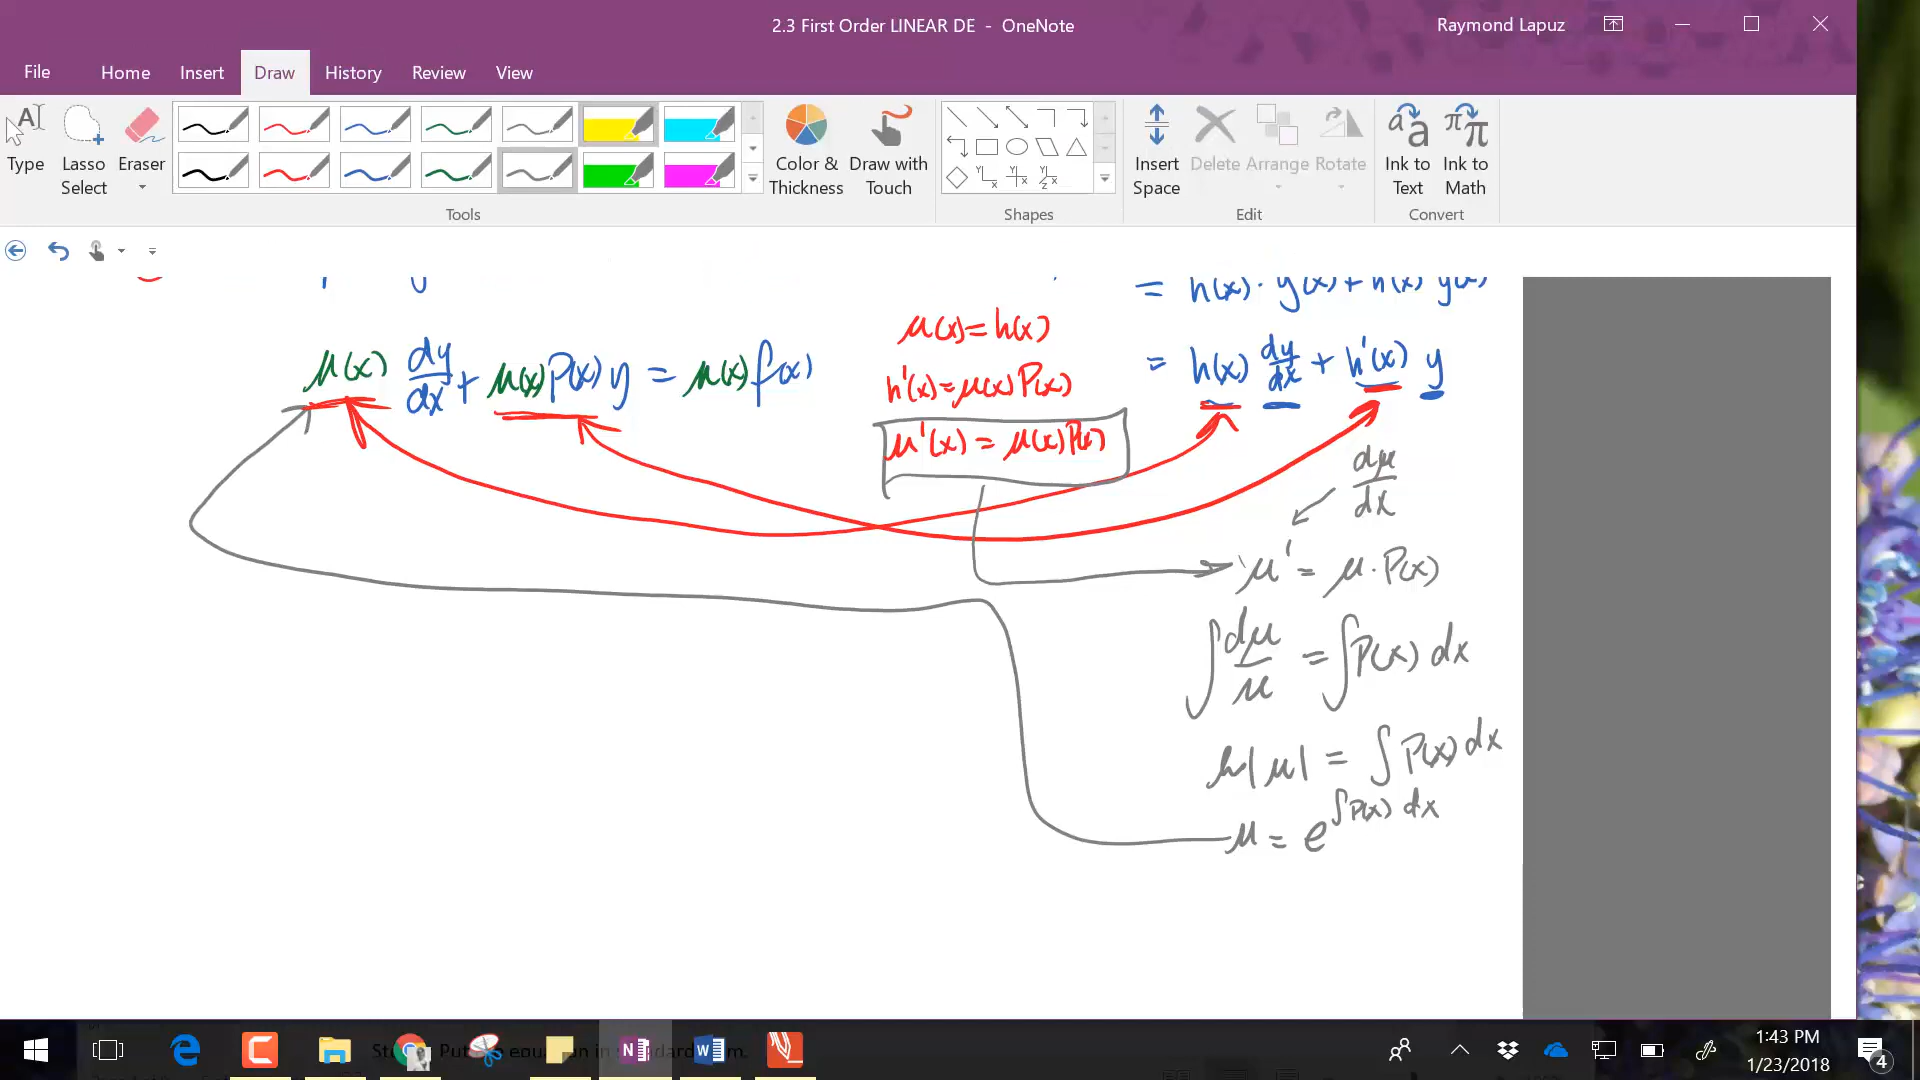 2.3 First Order LINEAR DE - OneNote
Raymond Lapuz
File Home Insert Draw History Review View
Type
Lasso Select
Eraser
Color & Thickness
Draw with Touch
Insert Space
Delete
Arrange
Rotate
Ink to Text
Ink to Math
Tools
Shapes
Edit
Convert
μ(x) dy/dx + μ(x)P(x)y = μ(x)f(x)
μ(x) = h(x)
h'(x) = μ(x)P(x)
μ'(x) = μ(x)P(x)
= h(x) dy/dx + h'(x) y
dμ/dx
μ' = μ · P(x)
∫ dμ/μ = ∫ P(x) dx
ln|μ| = ∫ P(x) dx
μ = e^∫P(x) dx
1:43 PM
1/23/2018
4